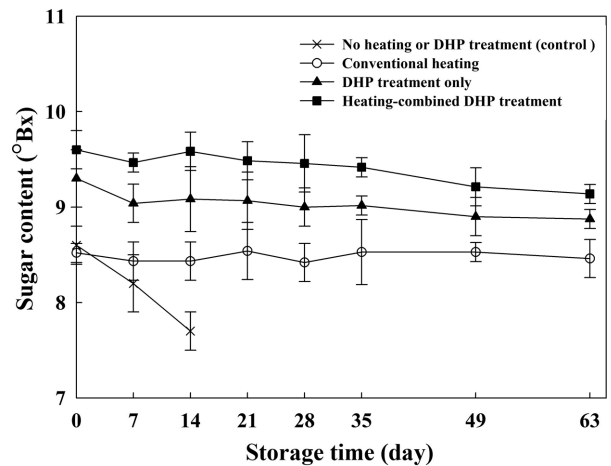 11
10
9
8
7
Sugar content (°Bx)
No heating or DHP treatment (control )
Conventional heating
DHP treatment only
Heating-combined DHP treatment
0 7 14 21 28 35 49 63
Storage time (day)